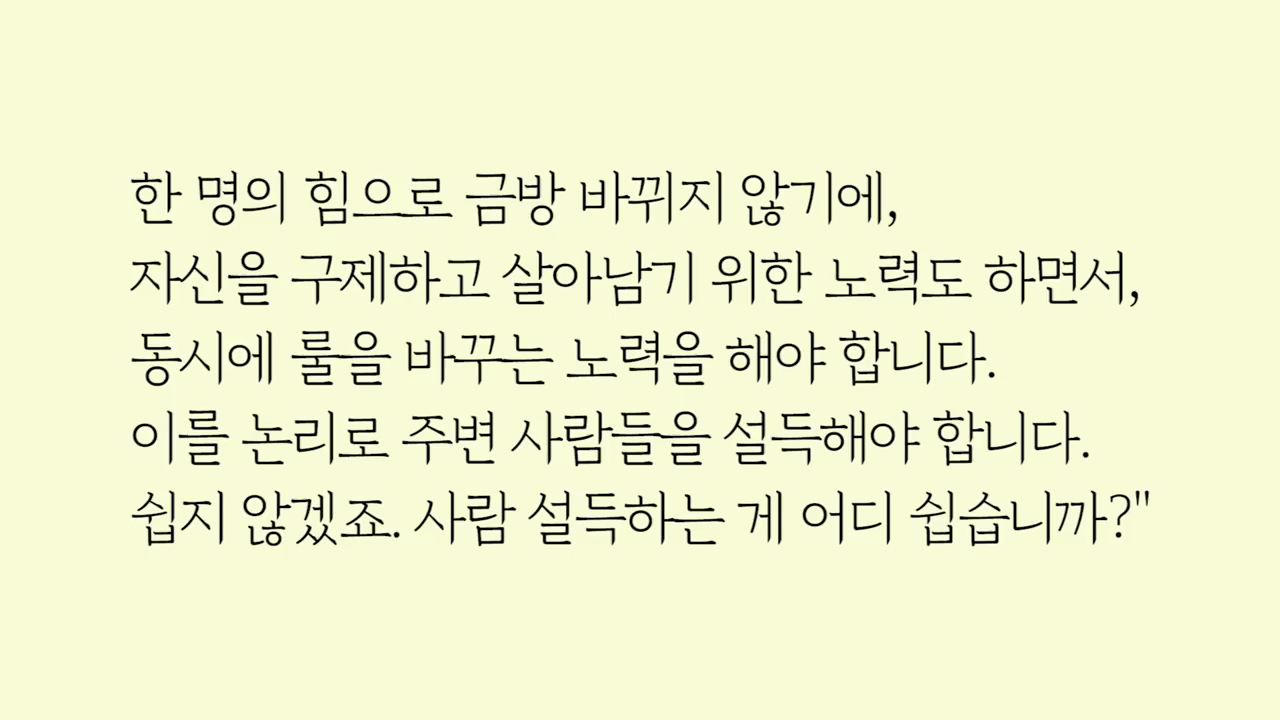 한 명의 힘으로 금방 바뀌지 않기에,
자신을 구제하고 살아남기 위한 노력도 하면서,
동시에 룰을 바꾸는 노력을 해야 합니다.
이를 논리로 주변 사람들을 설득해야 합니다.
쉽지 않겠죠. 사람 설득하는 게 어디 쉽습니까?"